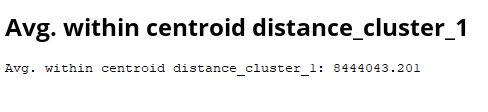 Avg. within centroid distance_cluster_1
Avg. within centroid distance_cluster_1: 8444043.201